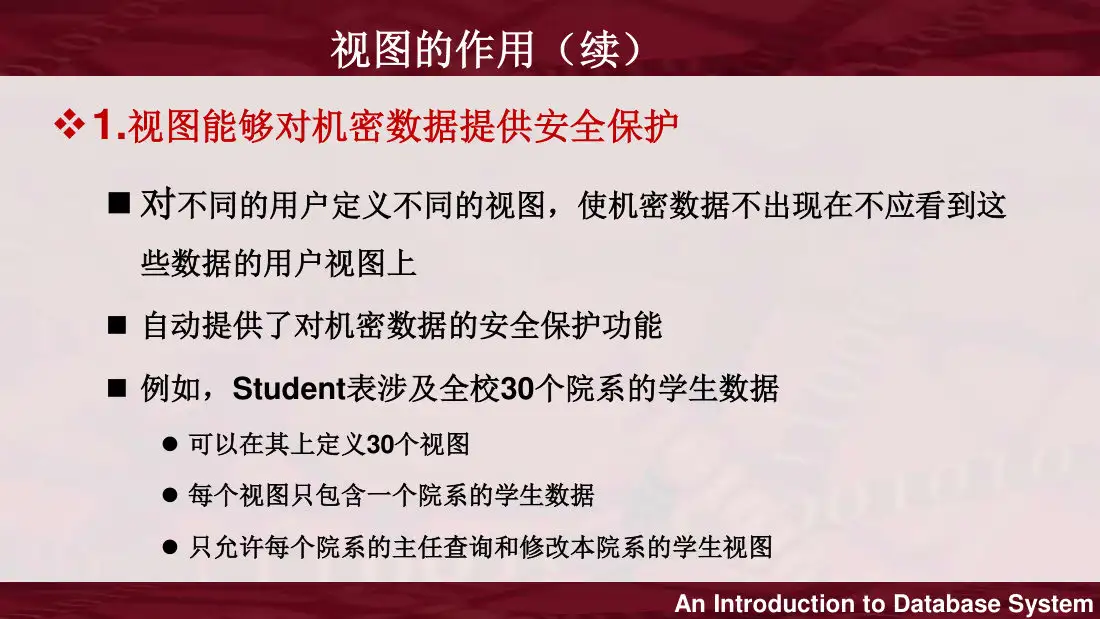 视图的作用（续）
❖1.视图能够对机密数据提供安全保护
■ 对不同的用户定义不同的视图，使机密数据不出现在不应看到这
些数据的用户视图上
■ 自动提供了对机密数据的安全保护功能
■ 例如，Student表涉及全校30个院系的学生数据
● 可以在其上定义30个视图
● 每个视图只包含一个院系的学生数据
● 只允许每个院系的主任查询和修改本院系的学生视图
An Introduction to Database System